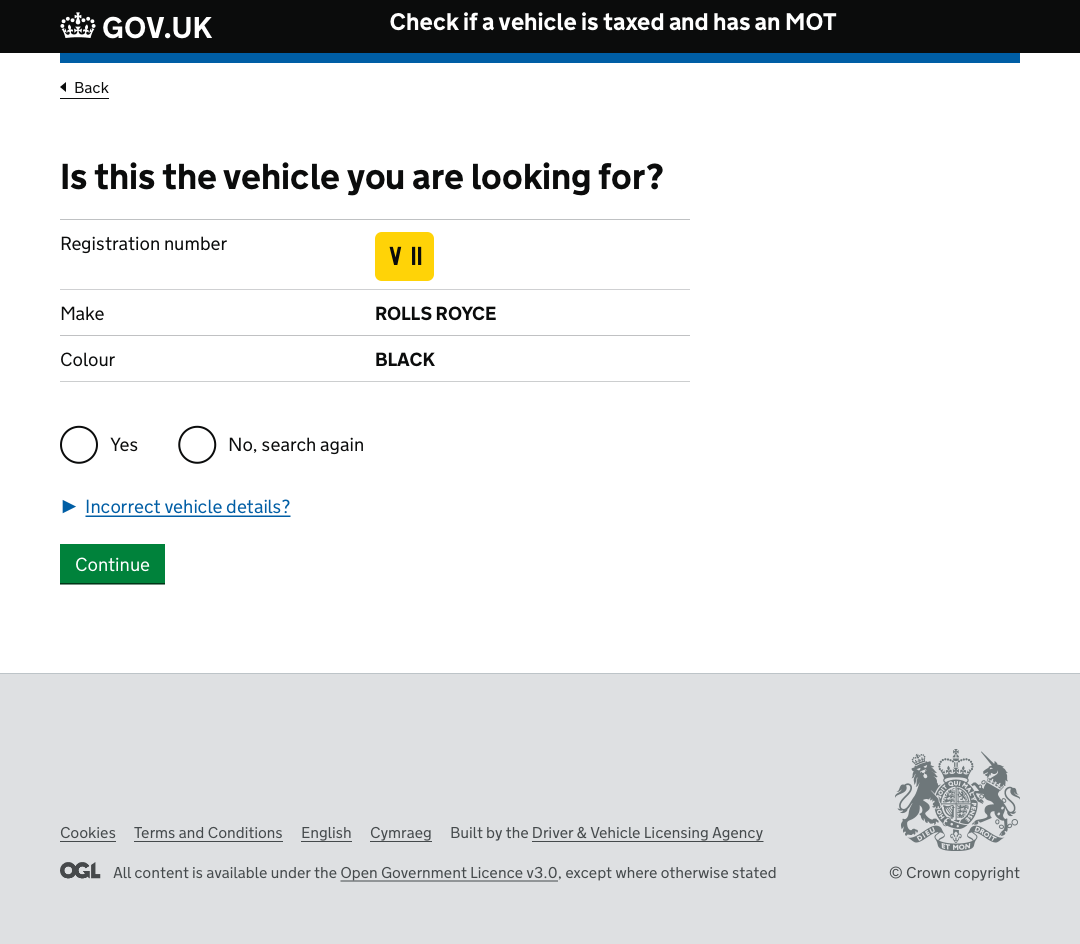 GOV.UK
Check if a vehicle is taxed and has an MOT
Back
Is this the vehicle you are looking for?
Registration number
V 11
Make
ROLLS ROYCE
Colour
BLACK
Yes
No, search again
Incorrect vehicle details?
Continue
Cookies Terms and Conditions English Cymraeg Built by the Driver & Vehicle Licensing Agency
OGL All content is available under the Open Government Licence v3.0, except where otherwise stated
DIEU ET MON DROIT
© Crown copyright